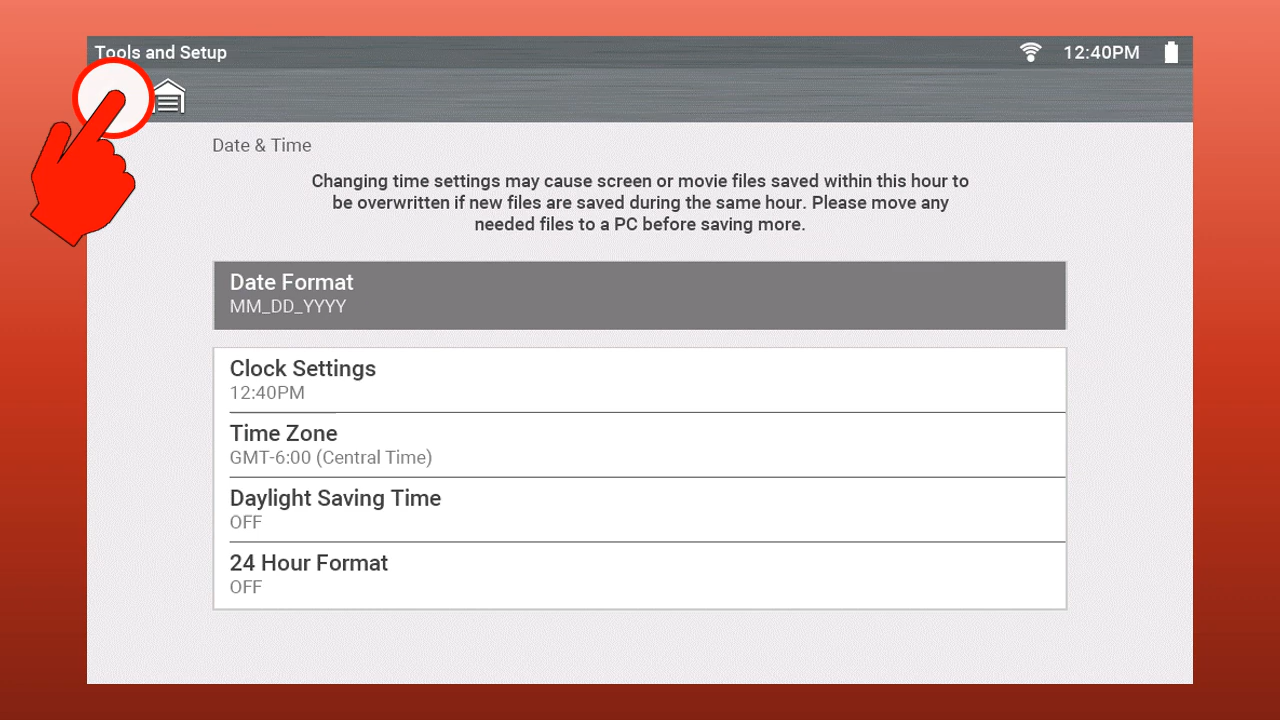 Tools and Setup
12:40PM
Date & Time
Changing time settings may cause screen or movie files saved within this hour to
be overwritten if new files are saved during the same hour. Please move any
needed files to a PC before saving more.
Date Format
MM_DD_YYYY
Clock Settings
12:40PM
Time Zone
GMT-6:00 (Central Time)
Daylight Saving Time
OFF
24 Hour Format
OFF